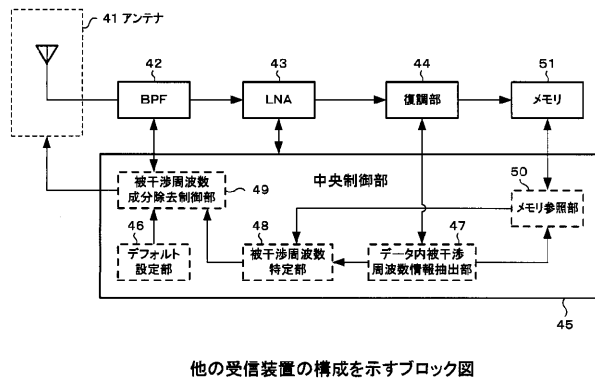 41 アンテナ
42
43
44
51
BPF
LNA
復調部
メモリ
中央制御部
被干渉周波数
成分除去制御部
49
50
メモリ参照部
46
デフォルト
設定部
48
被干渉周波数
特定部
47
データ内被干渉
周波数情報抽出部
45
他の受信装置の構成を示すブロック図